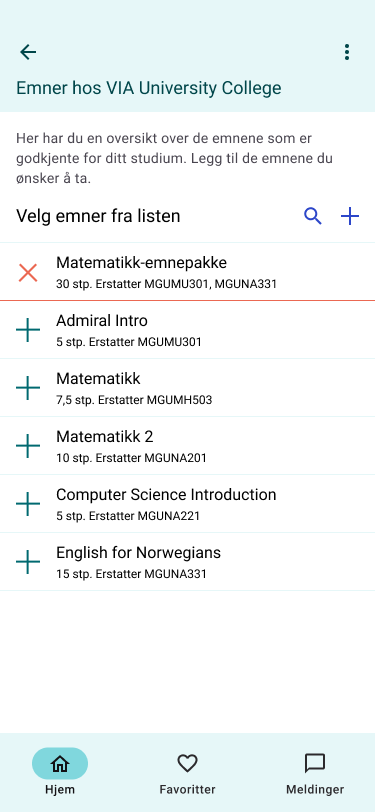 Emner hos VIA University College
Her har du en oversikt over de emnene som er
godkjente for ditt studium. Legg til de emnene du
ønsker å ta.
Velg emner fra listen
Matematikk-emnepakke
30 stp. Erstatter MGUMU301, MGUNA331
Admiral Intro
5 stp. Erstatter MGUMU301
Matematikk
7,5 stp. Erstatter MGUMH503
Matematikk 2
10 stp. Erstatter MGUNA201
Computer Science Introduction
5 stp. Erstatter MGUNA221
English for Norwegians
15 stp. Erstatter MGUNA331
Hjem
Favoritter
Meldinger